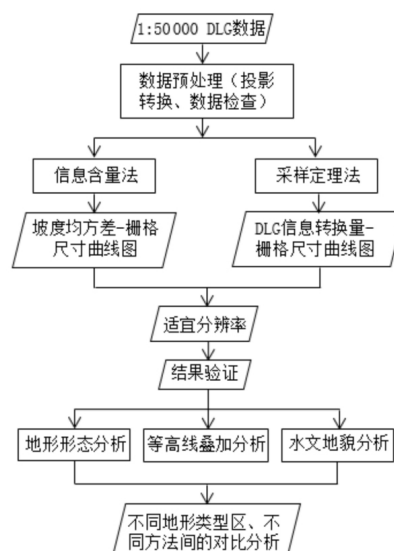 1:50000 DLG数据
数据预处理（投影
转换、数据检查）
信息含量法
采样定理法
坡度均方差-栅格
尺寸曲线图
DLG信息转换量-
栅格尺寸曲线图
适宜分辨率
结果验证
地形形态分析
等高线叠加分析
水文地貌分析
不同地形类型区、不
同方法间的对比分析